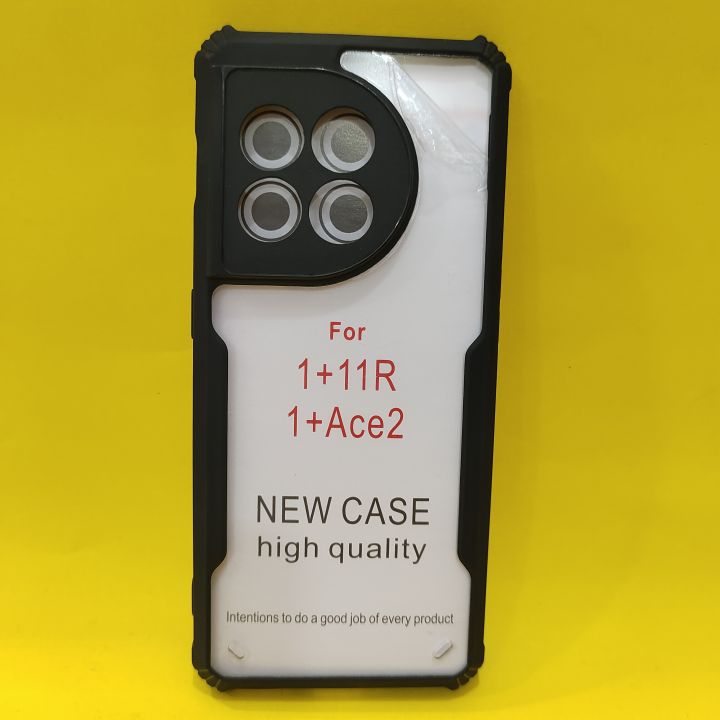 For
1+11R
1+Ace2
NEW CASE
high quality
Intentions to do a good job of every product